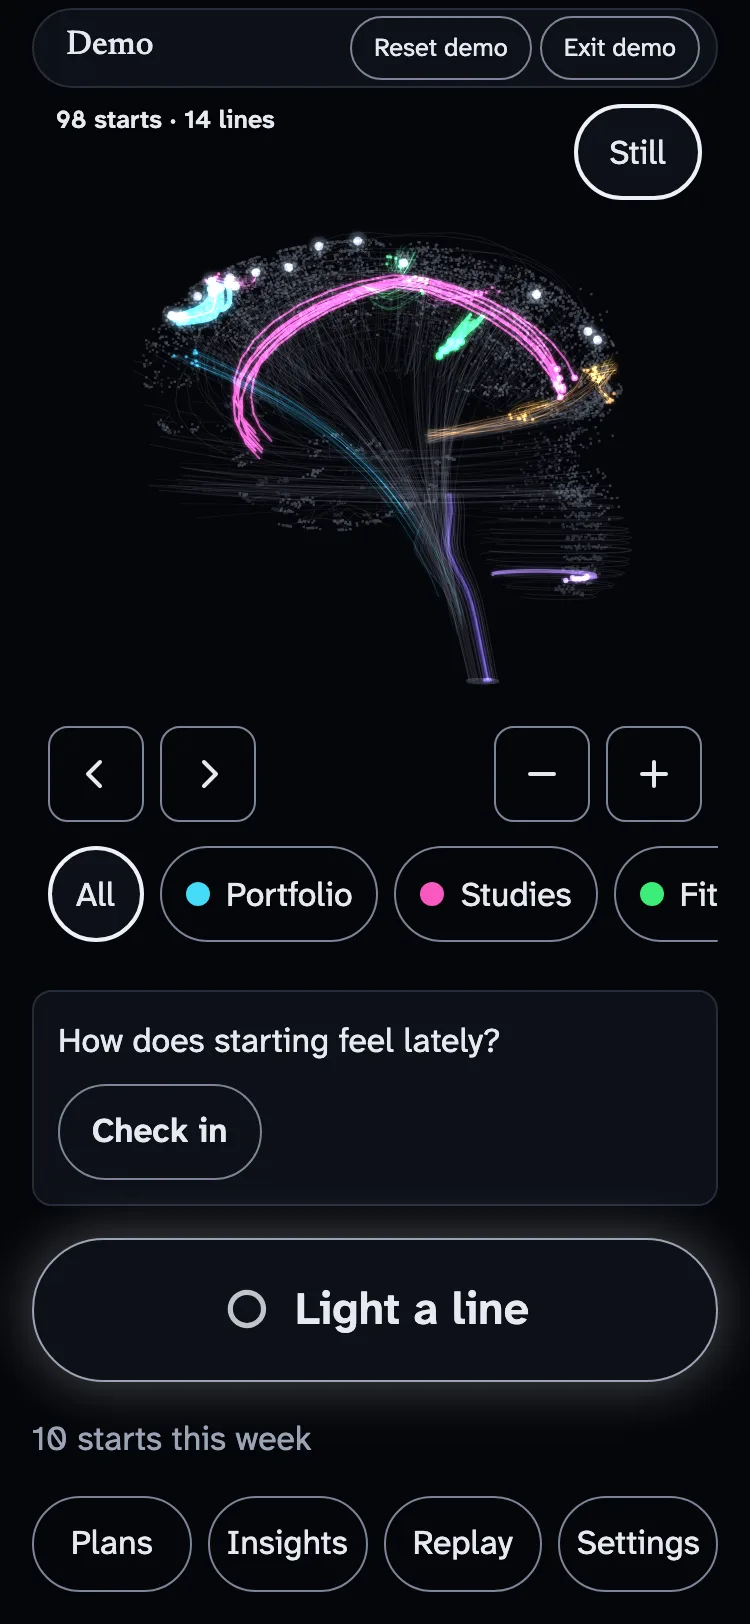 Demo
Reset demo
Exit demo
98 starts · 14 lines
Still
All
Portfolio
Studies
Fit
How does starting feel lately?
Check in
Light a line
10 starts this week
Plans
Insights
Replay
Settings